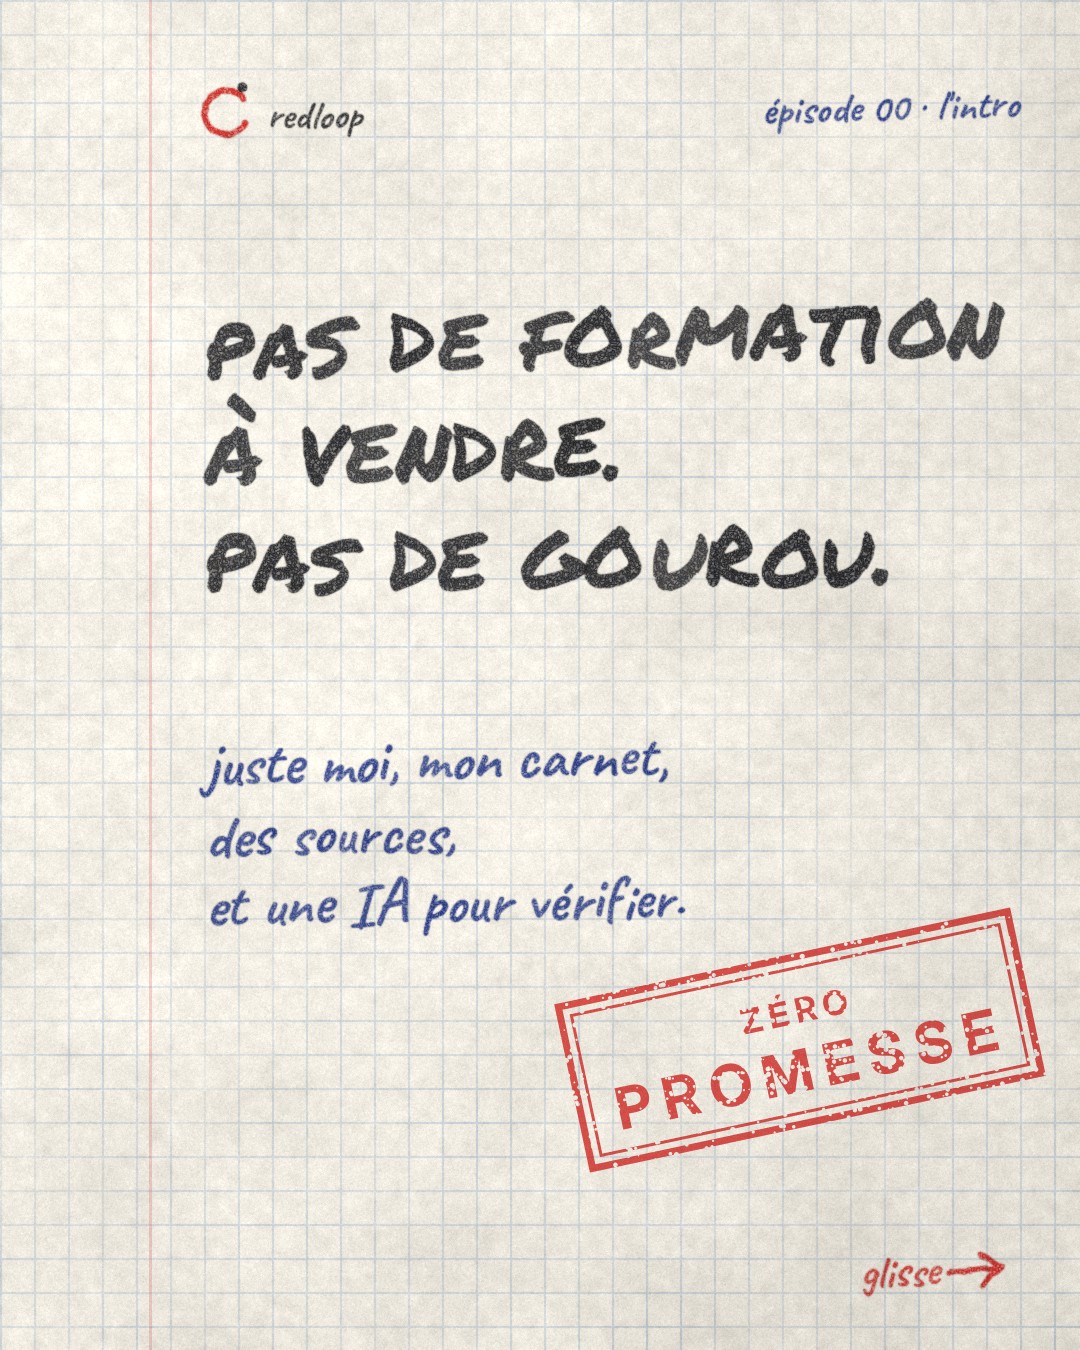 redloop
épisode 00 · l'intro
PAS DE FORMATION
À VENDRE.
PAS DE GOUROU.
juste moi, mon carnet,
des sources,
et une IA pour vérifier.
ZÉRO
PROMESSE
glisse→